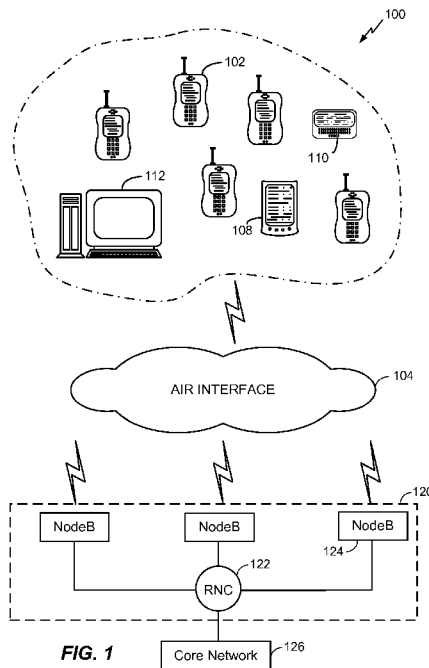 100
102
110
112
108
104
AIR INTERFACE
120
NodeB
NodeB
NodeB
124
122
RNC
FIG. 1
Core Network
126